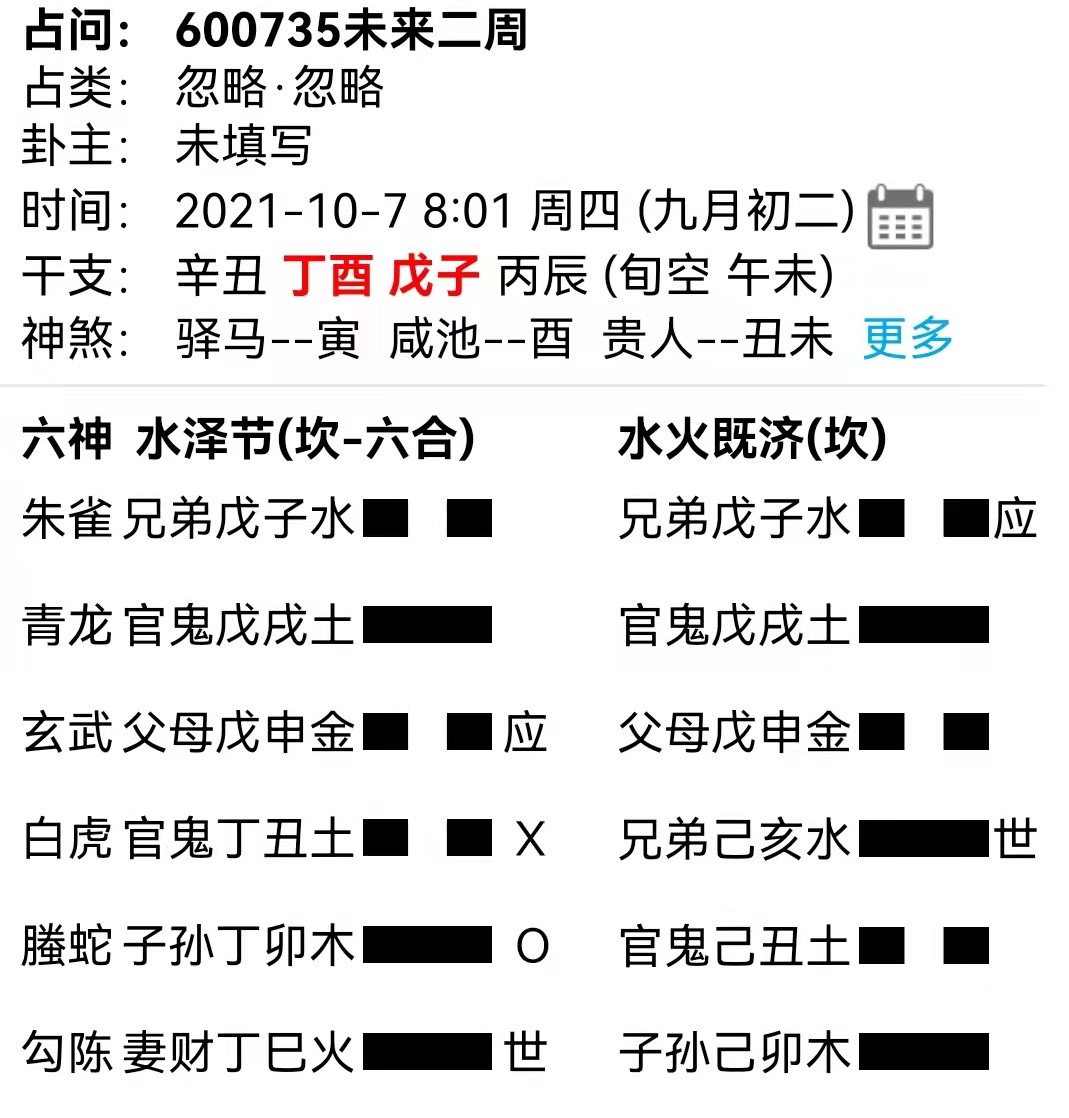 占问： 600735未来二周
占类： 忽略·忽略
卦主： 未填写
时间： 2021-10-7 8:01 周四 (九月初二)
干支： 辛丑 丁酉 戊子 丙辰 (旬空 午未)
神煞： 驿马--寅 咸池--酉 贵人--丑未 更多
六神 水泽节(坎-六合) 水火既济(坎)
朱雀 兄弟戊子水 兄弟戊子水 应
青龙 官鬼戊戌土 官鬼戊戌土
玄武 父母戊申金 应 父母戊申金
白虎 官鬼丁丑土 X 兄弟己亥水 世
螣蛇 子孙丁卯木 O 官鬼己丑土
勾陈 妻财丁巳火 世 子孙己卯木